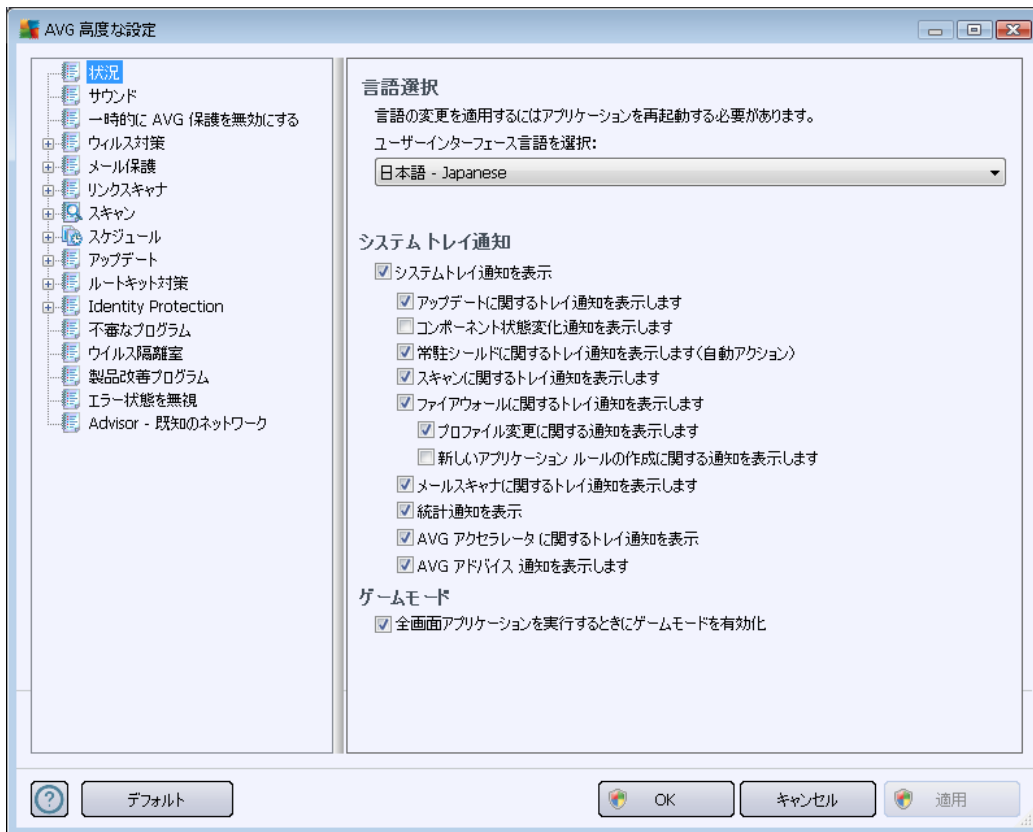 AVG 高度な設定
状況
サウンド
一時的に AVG 保護を無効にする
ウィルス対策
メール保護
リンクスキャナ
スキャン
スケジュール
アップデート
ルートキット対策
Identity Protection
不審なプログラム
ウイルス隔離室
製品改善プログラム
エラー状態を無視
Advisor - 既知のネットワーク
言語選択
言語の変更を適用するにはアプリケーションを再起動する必要があります。
ユーザーインターフェース言語を選択:
日本語 - Japanese
システムトレイ通知
システムトレイ通知を表示
アップデートに関するトレイ通知を表示します
コンポーネント状態変化通知を表示します
常駐シールドに関するトレイ通知を表示します(自動アクション)
スキャンに関するトレイ通知を表示します
ファイアウォールに関するトレイ通知を表示します
プロファイル変更に関する通知を表示します
新しいアプリケーション ルールの作成に関する通知を表示します
メールスキャナに関するトレイ通知を表示します
統計通知を表示
AVG アクセラレータ に関するトレイ通知を表示
AVG アドバイス 通知を表示します
ゲームモード
全画面アプリケーションを実行するときにゲームモードを有効化
?
デフォルト
OK
キャンセル
適用